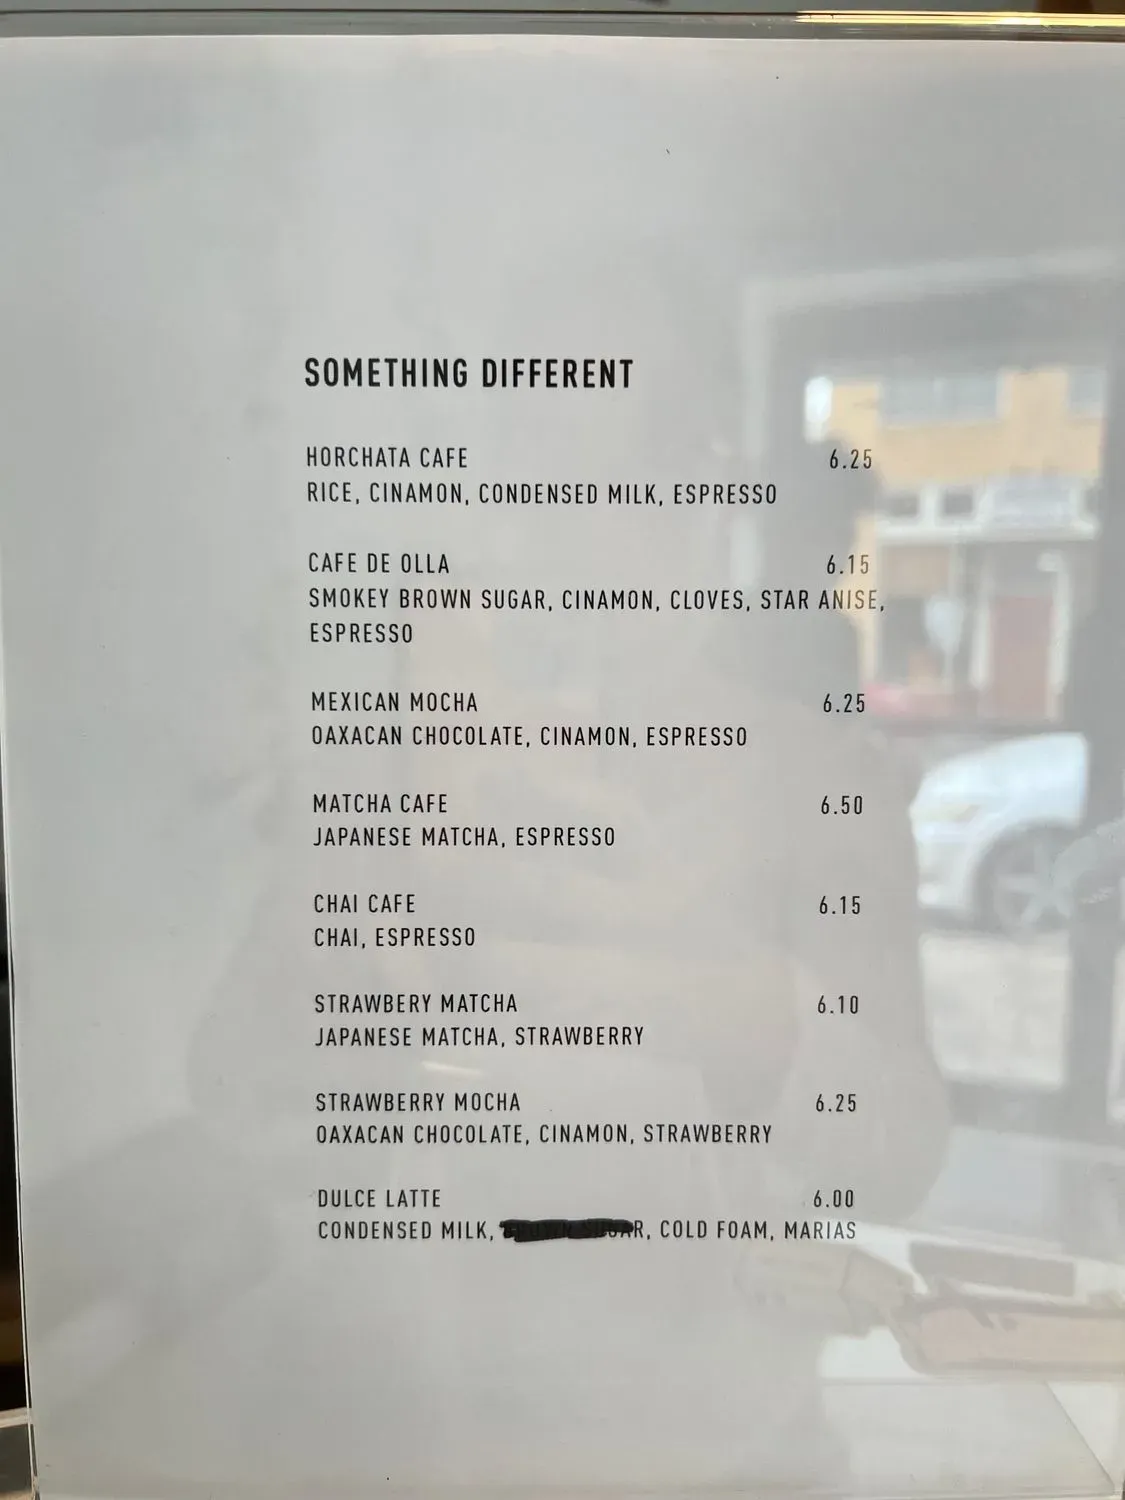 SOMETHING DIFFERENT
HORCHATA CAFE 6.25
RICE, CINAMON, CONDENSED MILK, ESPRESSO
CAFE DE OLLA 6.15
SMOKEY BROWN SUGAR, CINAMON, CLOVES, STAR ANISE,
ESPRESSO
MEXICAN MOCHA 6.25
OAXACAN CHOCOLATE, CINAMON, ESPRESSO
MATCHA CAFE 6.50
JAPANESE MATCHA, ESPRESSO
CHAI CAFE 6.15
CHAI, ESPRESSO
STRAWBERY MATCHA 6.10
JAPANESE MATCHA, STRAWBERRY
STRAWBERRY MOCHA 6.25
OAXACAN CHOCOLATE, CINAMON, STRAWBERRY
DULCE LATTE 6.00
CONDENSED MILK, COLD FOAM, MARIAS